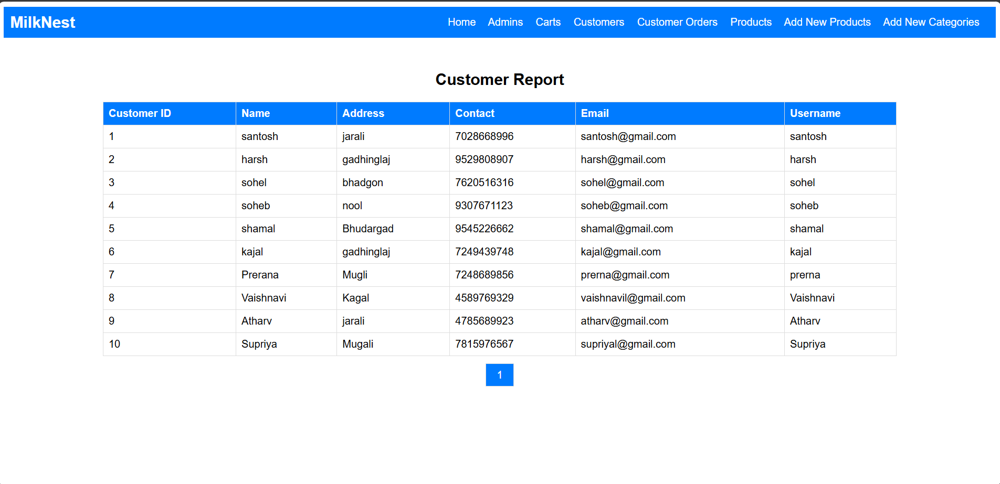 MilkNest Home Admins Carts Customers Customer Orders Products Add New Products Add New Categories
Customer Report
Customer ID Name Address Contact Email Username
1 santosh jarali 7028668996 santosh@gmail.com santosh
2 harsh gadhinglaj 9529808907 harsh@gmail.com harsh
3 sohel bhadgon 7620516316 sohel@gmail.com sohel
4 soheb nool 9307671123 soheb@gmail.com soheb
5 shamal Bhudargad 9545226662 shamal@gmail.com shamal
6 kajal gadhinglaj 7249439748 kajal@gmail.com kajal
7 Prerana Mugli 7248689856 prerna@gmail.com prerna
8 Vaishnavi Kagal 4589769329 vaishnavil@gmail.com Vaishnavi
9 Atharv jarali 4785689923 atharv@gmail.com Atharv
10 Supriya Mugali 7815976567 supriyal@gmail.com Supriya
1